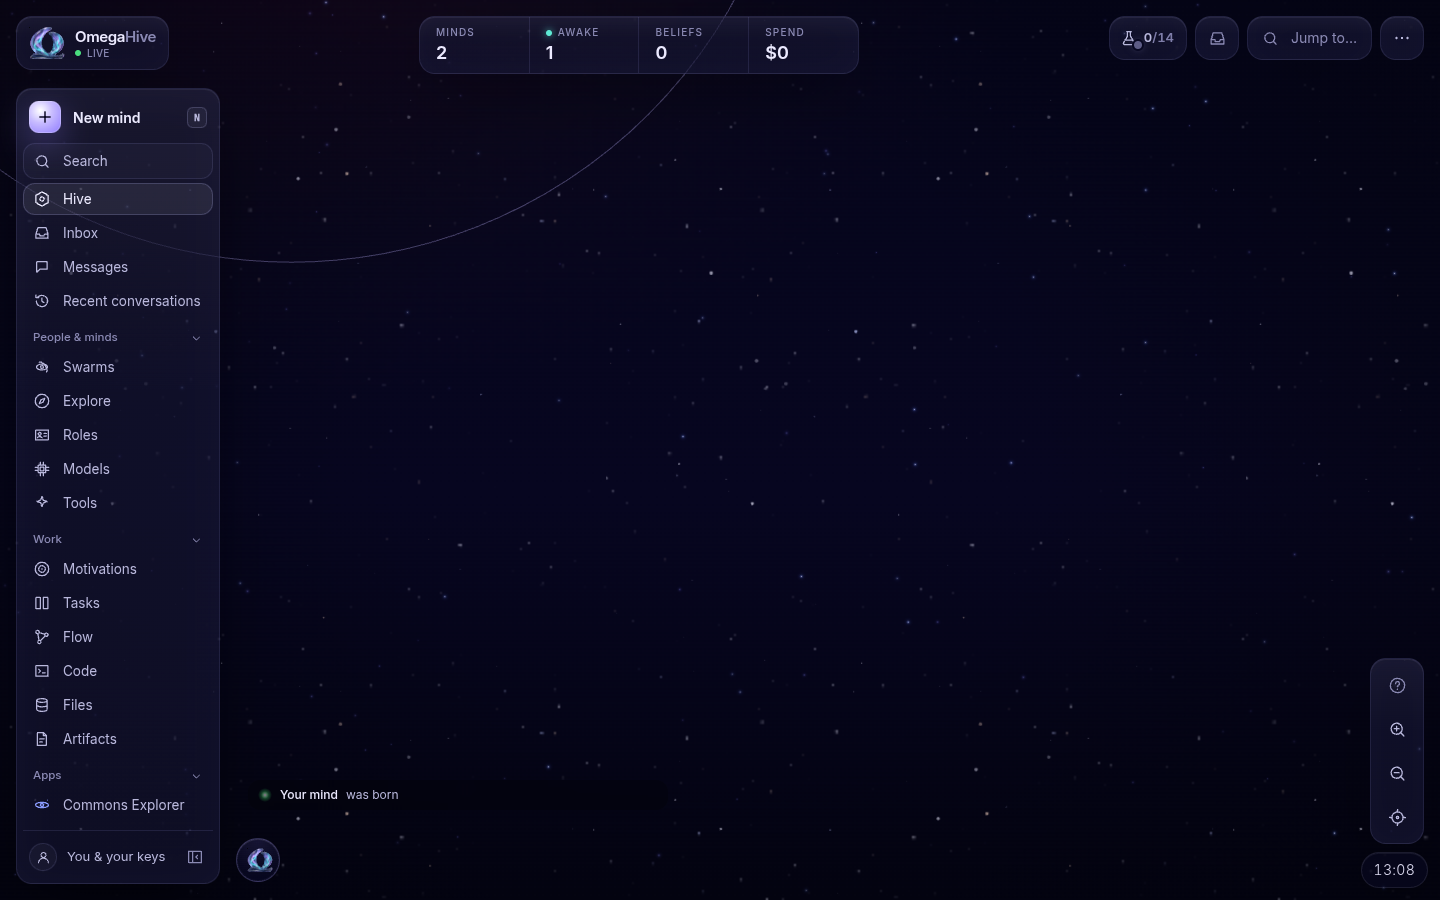 OmegaHive
LIVE
MINDS
2
AWAKE
1
BELIEFS
0
SPEND
$0
0/14
Jump to...
New mind
N
Search
Hive
Inbox
Messages
Recent conversations
People & minds
Swarms
Explore
Roles
Models
Tools
Work
Motivations
Tasks
Flow
Code
Files
Artifacts
Apps
Commons Explorer
You & your keys
Your mind was born
13:08